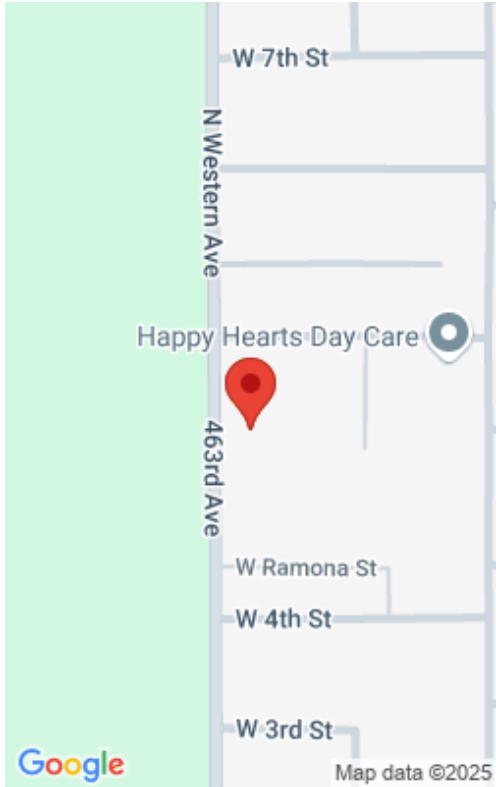 W 7th St
N Western Ave
Happy Hearts Day Care
463rd Ave
W Ramona St
W 4th St
W 3rd St
Google
Map data ©2025